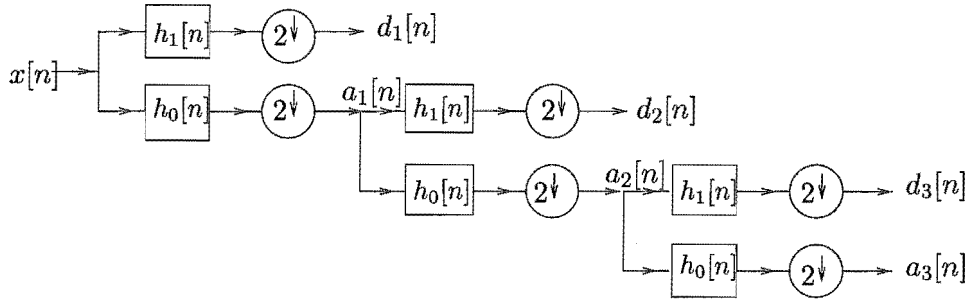 h₁[n] 2↓ d₁[n]
x[n]
h₀[n] 2↓ a₁[n] h₁[n] 2↓ d₂[n]
h₀[n] 2↓ a₂[n] h₁[n] 2↓ d₃[n]
h₀[n] 2↓ a₃[n]